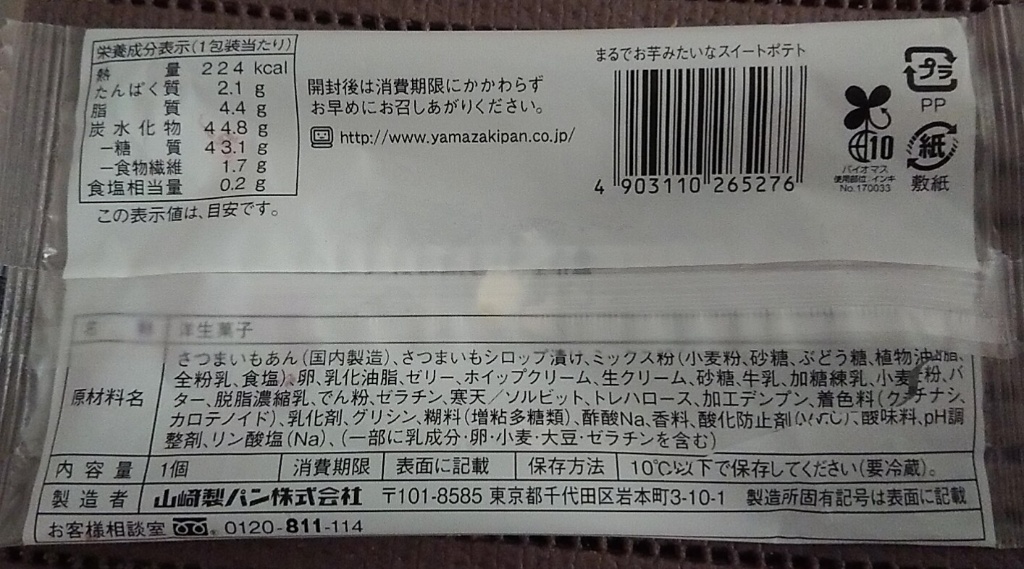 栄養成分表示(1包装当たり)
熱量 224 kcal
たんぱく質 2.1 g
脂質 4.4 g
炭水化物 44.8 g
－糖質 43.1 g
－食物繊維 1.7 g
食塩相当量 0.2 g
この表示値は、目安です。
開封後は消費期限にかかわらず
お早めにお召しあがりください。
http://www.yamazakipan.co.jp/
まるでお芋みたいなスイートポテト
4 903110 265276
プラ
PP
10
バイオマス
使用部位:インキ
No.170033
紙
敷紙
名 洋生菓子
原材料名
さつまいもあん(国内製造)、さつまいもシロップ漬け、ミックス粉(小麦粉、砂糖、ぶどう糖、植物油脂、
全粉乳、食塩)、卵、乳化油脂、ゼリー、ホイップクリーム、生クリーム、砂糖、牛乳、加糖練乳、小麦粉、バ
ター、脱脂濃縮乳、でん粉、ゼラチン、寒天／ソルビット、トレハロース、加工デンプン、着色料(クチナシ、
カロテノイド)、乳化剤、グリシン、糊料(増粘多糖類)、酢酸Na、香料、酸化防止剤(V.C)、酸味料、pH調
整剤、リン酸塩(Na)、(一部に乳成分・卵・小麦・大豆・ゼラチンを含む)
内容量 1個 消費期限 表面に記載 保存方法 10℃以下で保存してください(要冷蔵)。
製造者 山崎製パン株式会社 〒101-8585 東京都千代田区岩本町3-10-1 製造所固有記号は表面に記載
お客様相談室 0120-811-114